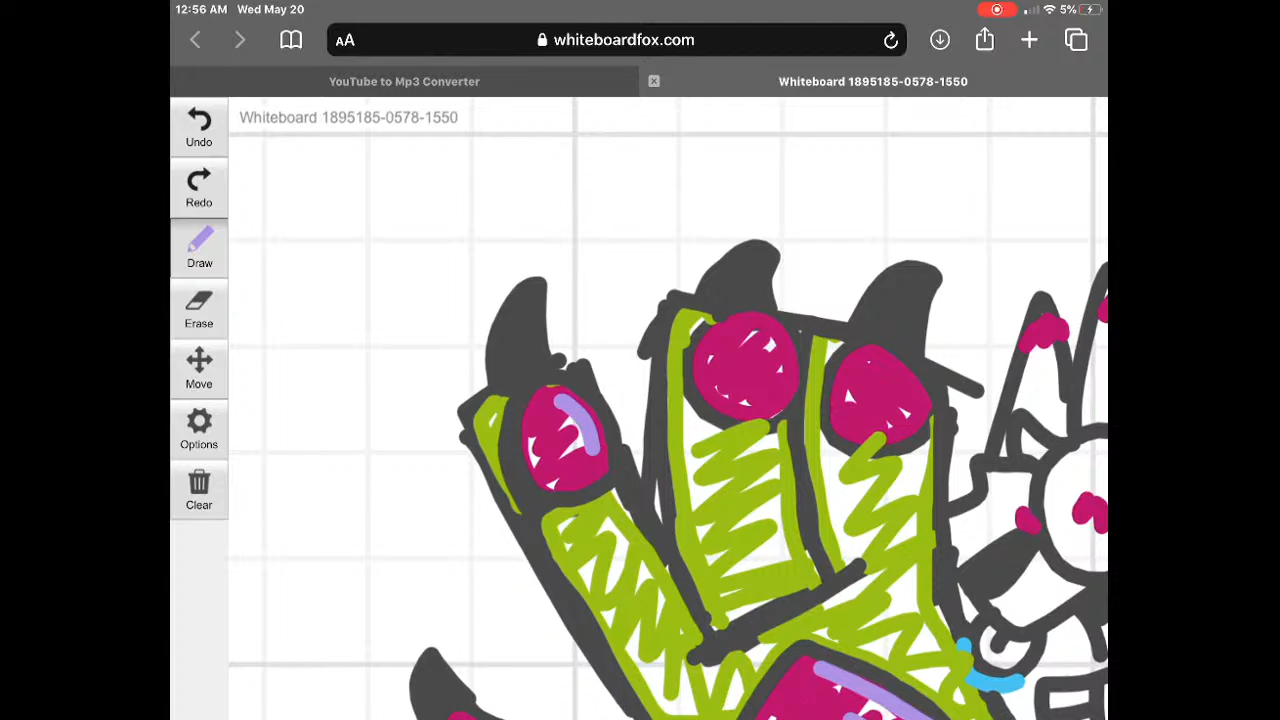 12:56 AM Wed May 20
5%
AA
whiteboardfox.com
YouTube to Mp3 Converter
Whiteboard 1895185-0578-1550
Whiteboard 1895185-0578-1550
Undo
Redo
Draw
Erase
Move
Options
Clear